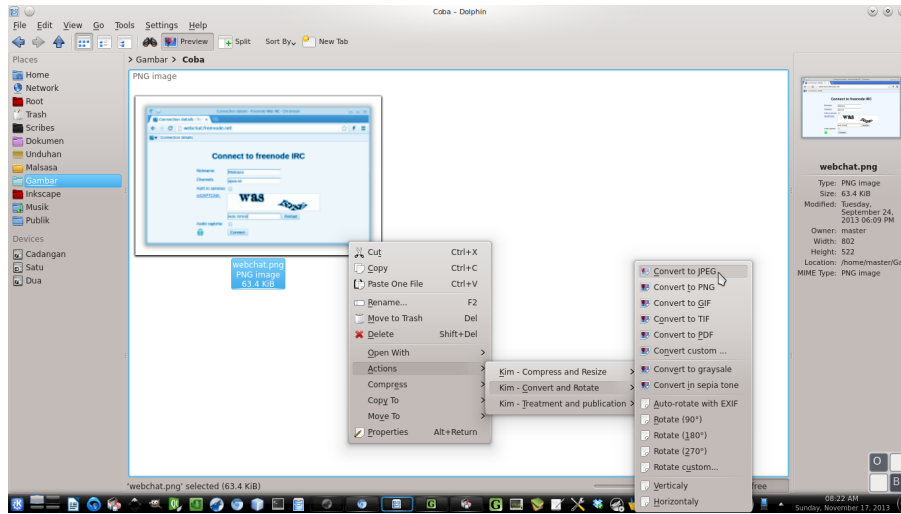 Coba – Dolphin
File Edit View Go Tools Settings Help
Preview Split Sort By New Tab
Places
Home
Network
Root
Trash
Scribes
Dokumen
Unduhan
Malsasa
Gambar
Inkscape
Musik
Publik
Devices
Cadangan
Satu
Dua
> Gambar > Coba
PNG image
Connect to freenode IRC
was
Connect
webchat.png
PNG image
63.4 KiB
Cut Ctrl+X
Copy Ctrl+C
Paste One File Ctrl+V
Rename... F2
Move to Trash Del
Delete Shift+Del
Open With >
Actions >
Compress >
Copy To >
Move To >
Properties Alt+Return
Kim - Compress and Resize >
Kim - Convert and Rotate >
Kim - Treatment and publication >
Convert to JPEG
Convert to PNG
Convert to GIF
Convert to TIF
Convert to PDF
Convert custom ...
Convert to graysale
Convert in sepia tone
Auto-rotate with EXIF
Rotate (90°)
Rotate (180°)
Rotate (270°)
Rotate custom...
Verticaly
Horizontaly
webchat.png
Type: PNG image
Size: 63.4 KiB
Modified: Tuesday,
September 24,
2013 06:09 PM
Owner: master
Width: 802
Height: 522
Location: /home/master/Ga
MIME Type: PNG image
'webchat.png' selected (63.4 KiB)
free
O
B
08:22 AM
Sunday, November 17, 2013